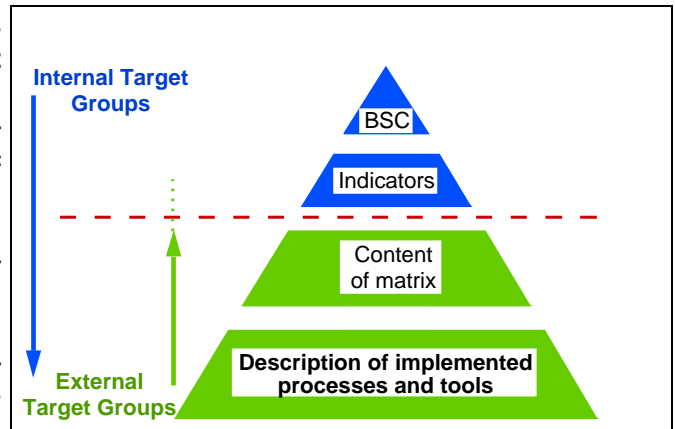 Internal Target
Groups
BSC
Indicators
Content
of matrix
Description of implemented
processes and tools
External
Target Groups